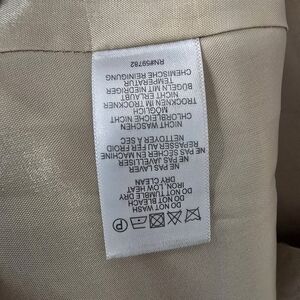 DO NOT WASH
DO NOT BLEACH
DO NOT TUMBLE DRY
IRON, LOW HEAT
DRY CLEAN
NE PAS LAVER
NE PAS JAVELLISER
NE PAS SÉCHER À LA MACHINE
REPASSER AU FER FROID
NETTOYER A SEC
NICHT WASCHEN
CHLORBLEICHE NICHT
MÖGLICH
TROCKNEN IM TROCKNER
NICHT ERLAUBT
BÜGELN MIT NIEDRIGER
TEMPERATUR
CHEMISCHE REINIGUNG
RN#59782